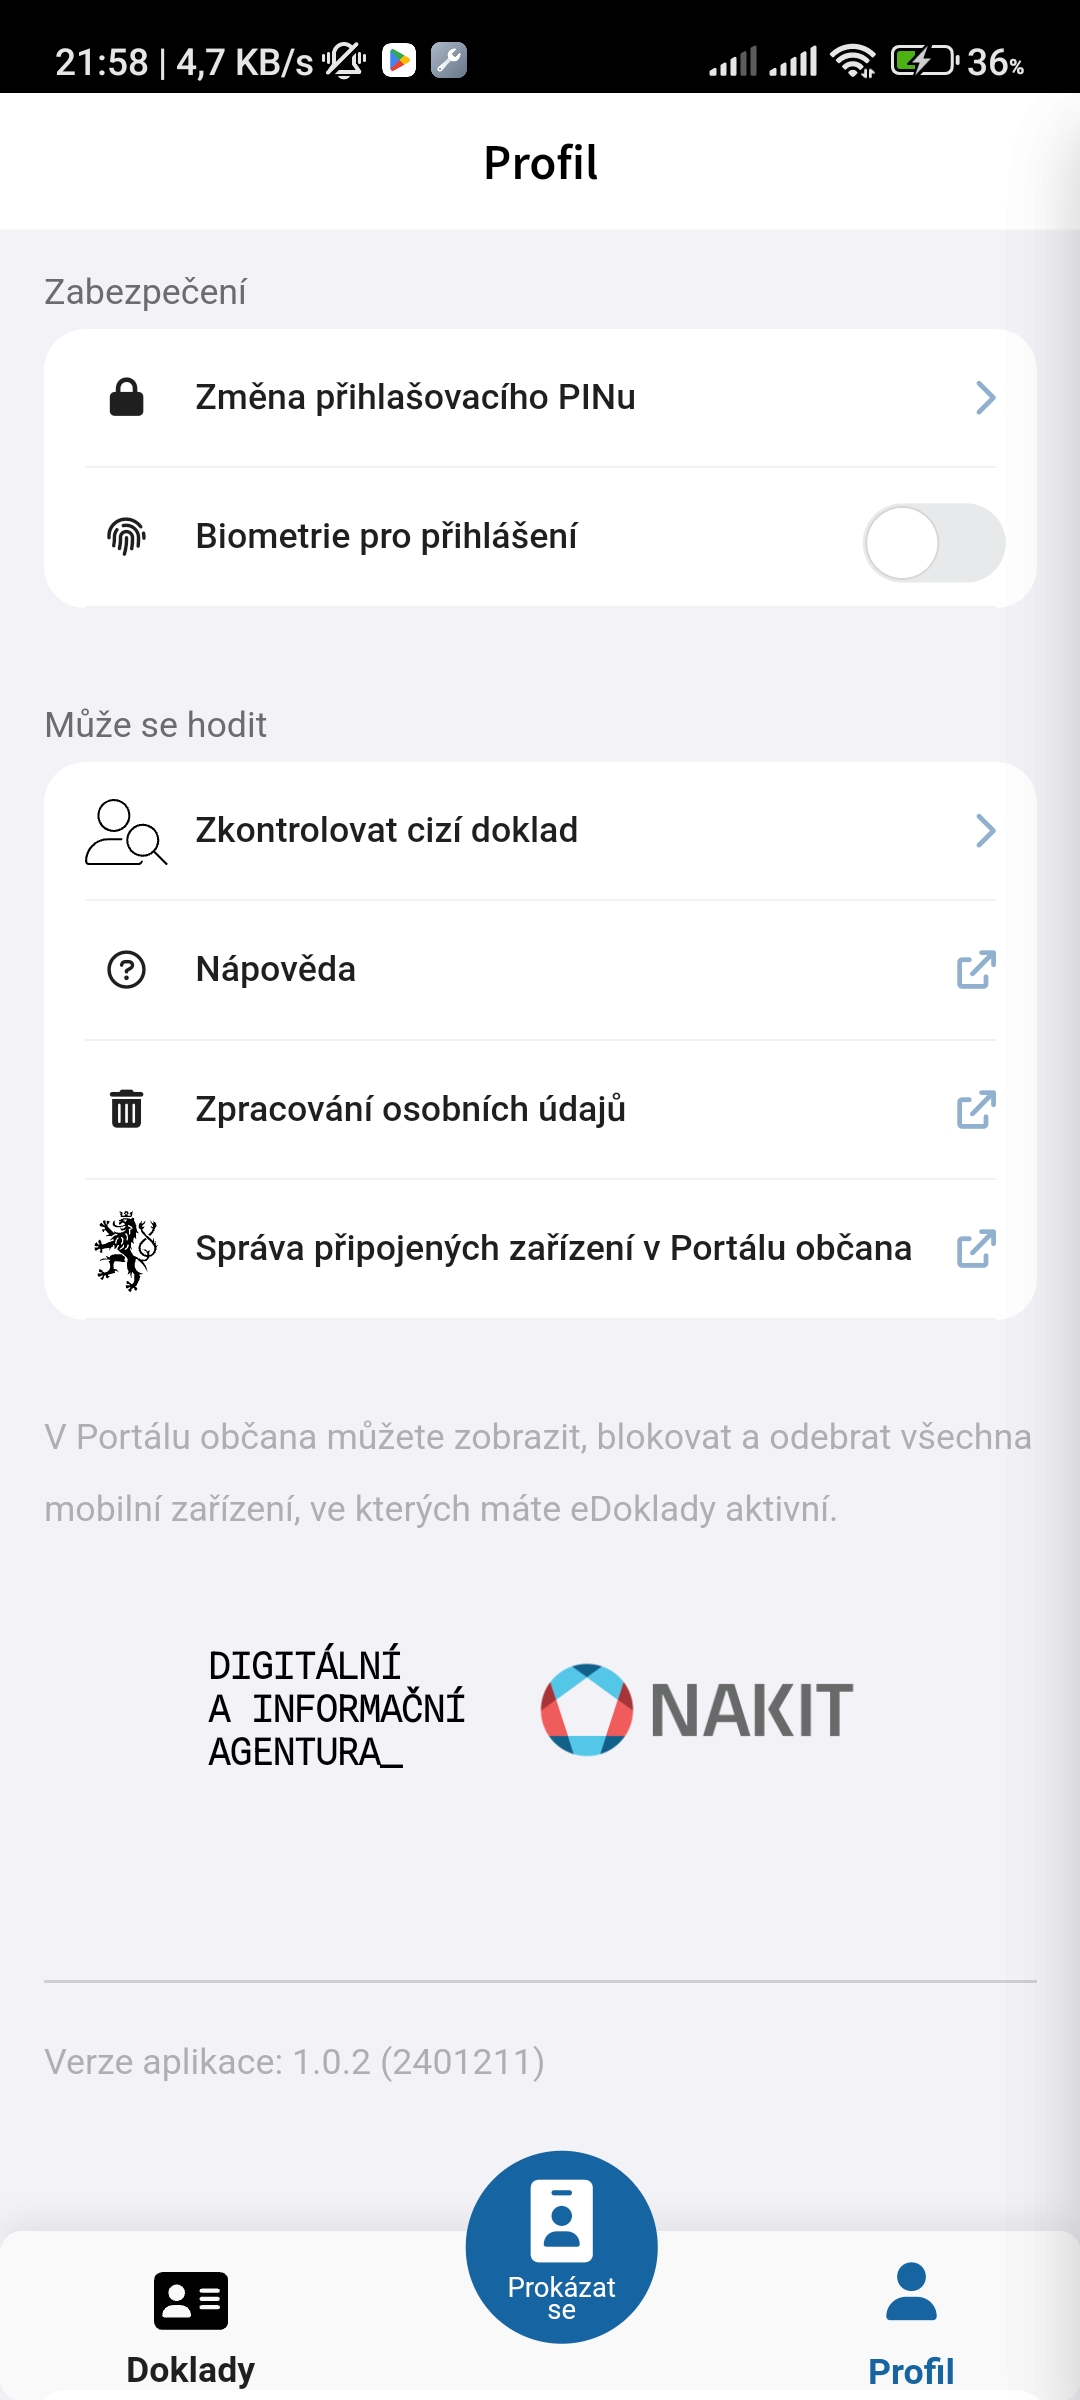 21:58 | 4,7 KB/s 36%
Profil
Zabezpečení
Změna přihlašovacího PINu
Biometrie pro přihlášení
Může se hodit
Zkontrolovat cizí doklad
Nápověda
Zpracování osobních údajů
Správa připojených zařízení v Portálu občana
V Portálu občana můžete zobrazit, blokovat a odebrat všechna
mobilní zařízení, ve kterých máte eDoklady aktivní.
DIGITÁLNÍ
A INFORMAČNÍ
AGENTURA_
NAKIT
Verze aplikace: 1.0.2 (2401211)
Doklady
Prokázat
se
Profil